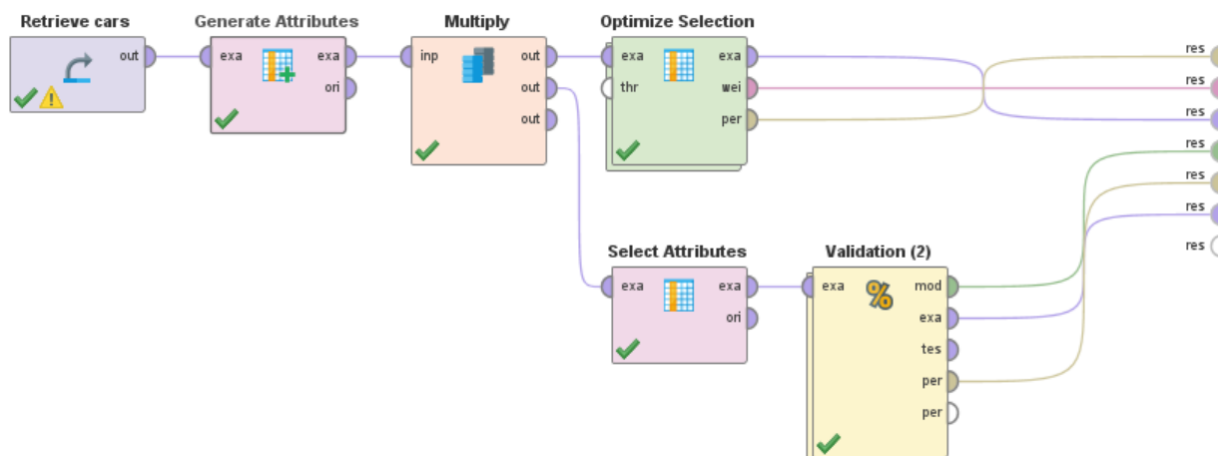 Retrieve cars
Generate Attributes
Multiply
Optimize Selection
out
exa
exa
ori
inp
out
out
out
exa
thr
exa
wei
per
res
res
res
res
res
res
res
Select Attributes
Validation (2)
exa
exa
ori
exa
%
mod
exa
tes
per
per